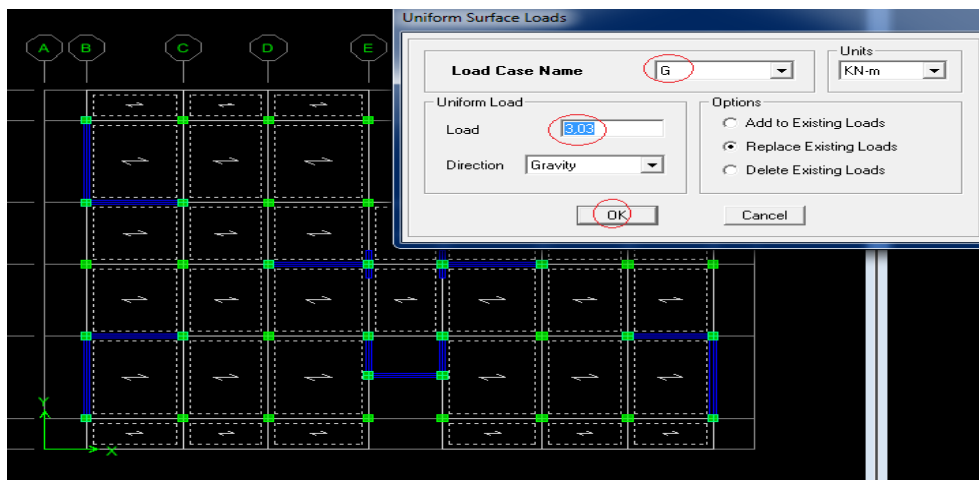 Uniform Surface Loads
A B C D E
Load Case Name G
Units
KN-m
Uniform Load
Load 3.03
Direction Gravity
Options
Add to Existing Loads
Replace Existing Loads
Delete Existing Loads
OK Cancel
Y
X